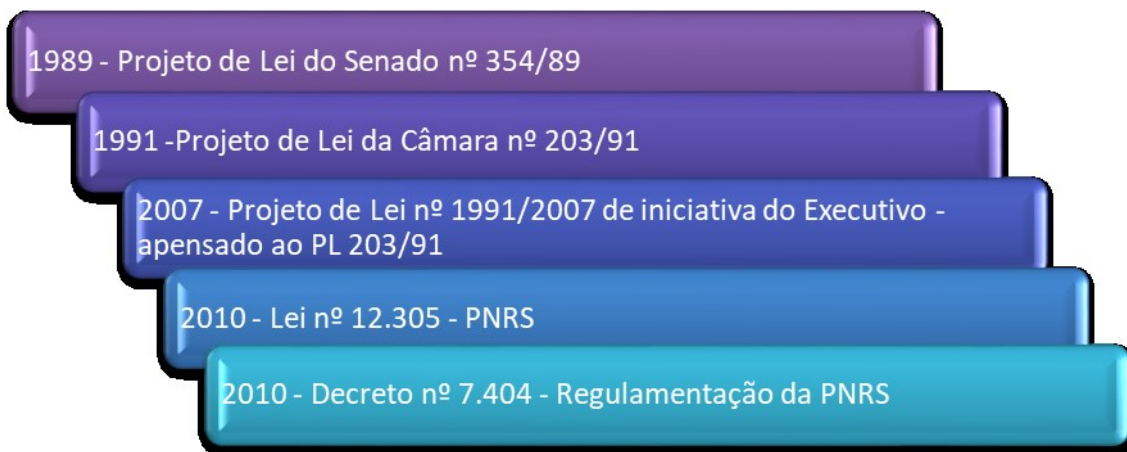 1989 - Projeto de Lei do Senado nº 354/89
1991 -Projeto de Lei da Câmara nº 203/91
2007 - Projeto de Lei nº 1991/2007 de iniciativa do Executivo -
apensado ao PL 203/91
2010 - Lei nº 12.305 - PNRS
2010 - Decreto nº 7.404 - Regulamentação da PNRS